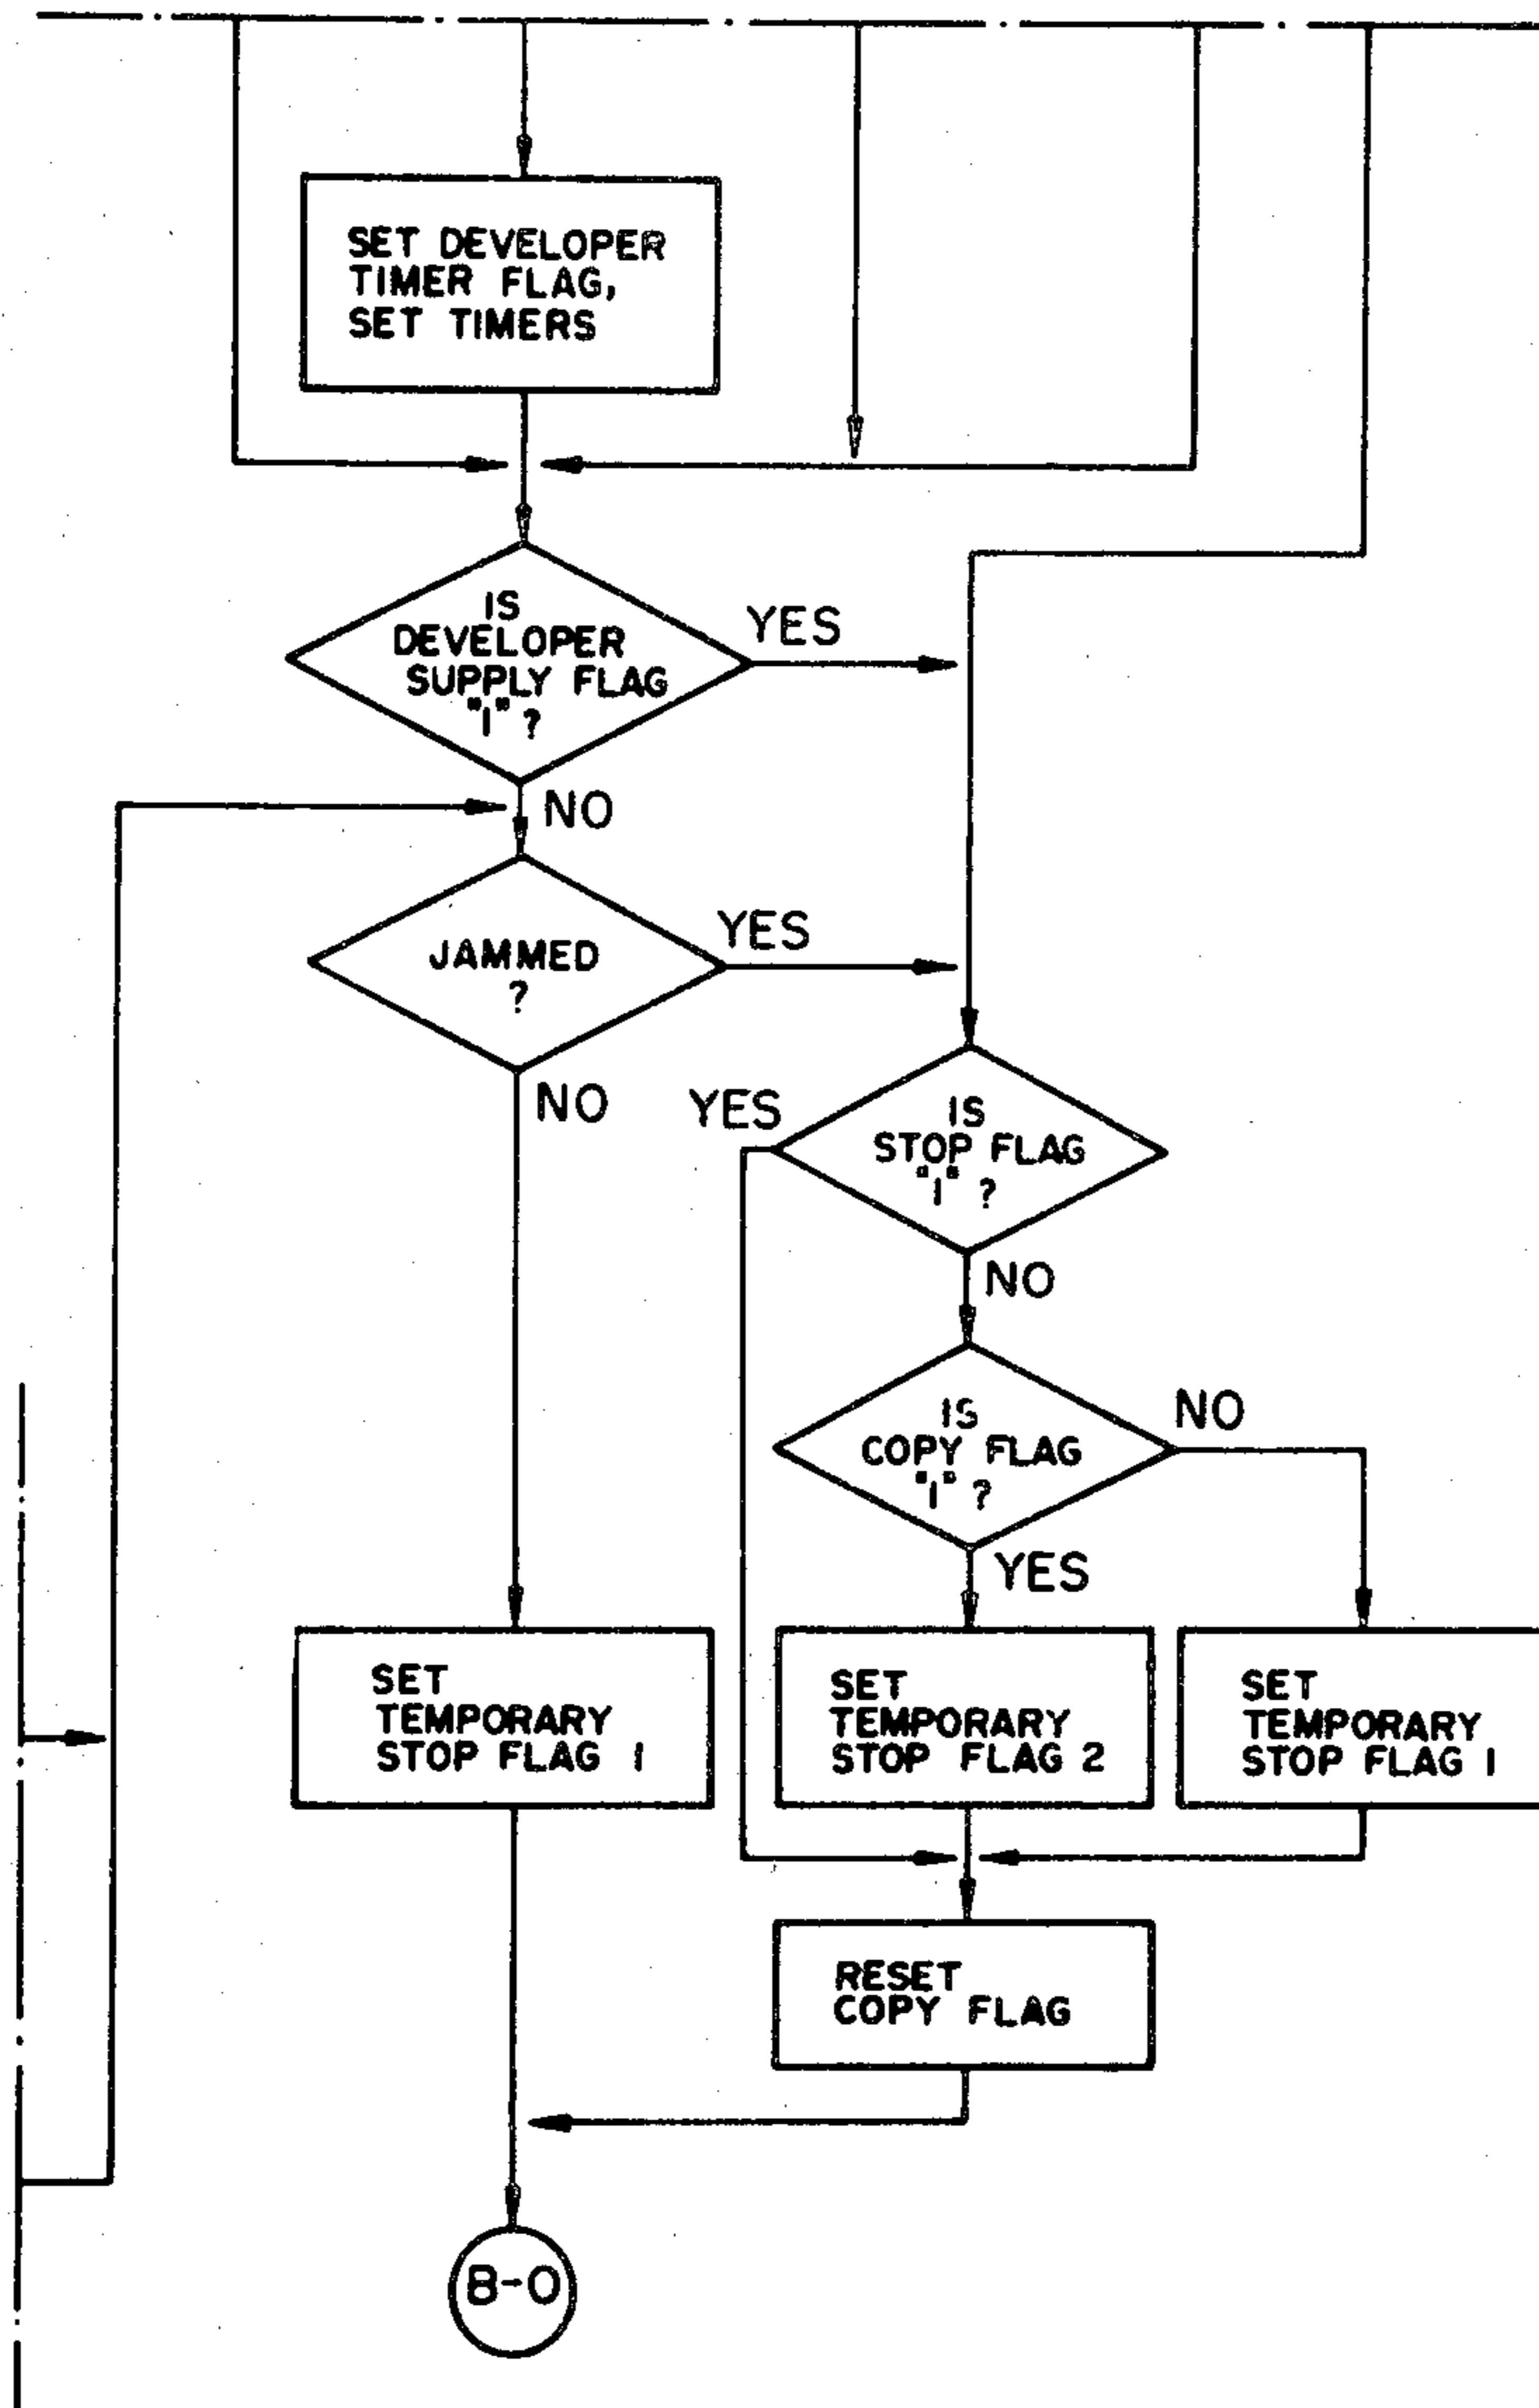 SET DEVELOPER
TIMER FLAG,
SET TIMERS
IS
DEVELOPER
SUPPLY FLAG
"1" ?
YES
NO
JAMMED
?
YES
NO
IS
STOP FLAG
"1" ?
YES
NO
IS
COPY FLAG
"1" ?
NO
YES
SET
TEMPORARY
STOP FLAG 1
SET
TEMPORARY
STOP FLAG 2
SET
TEMPORARY
STOP FLAG 1
RESET
COPY FLAG
8-0